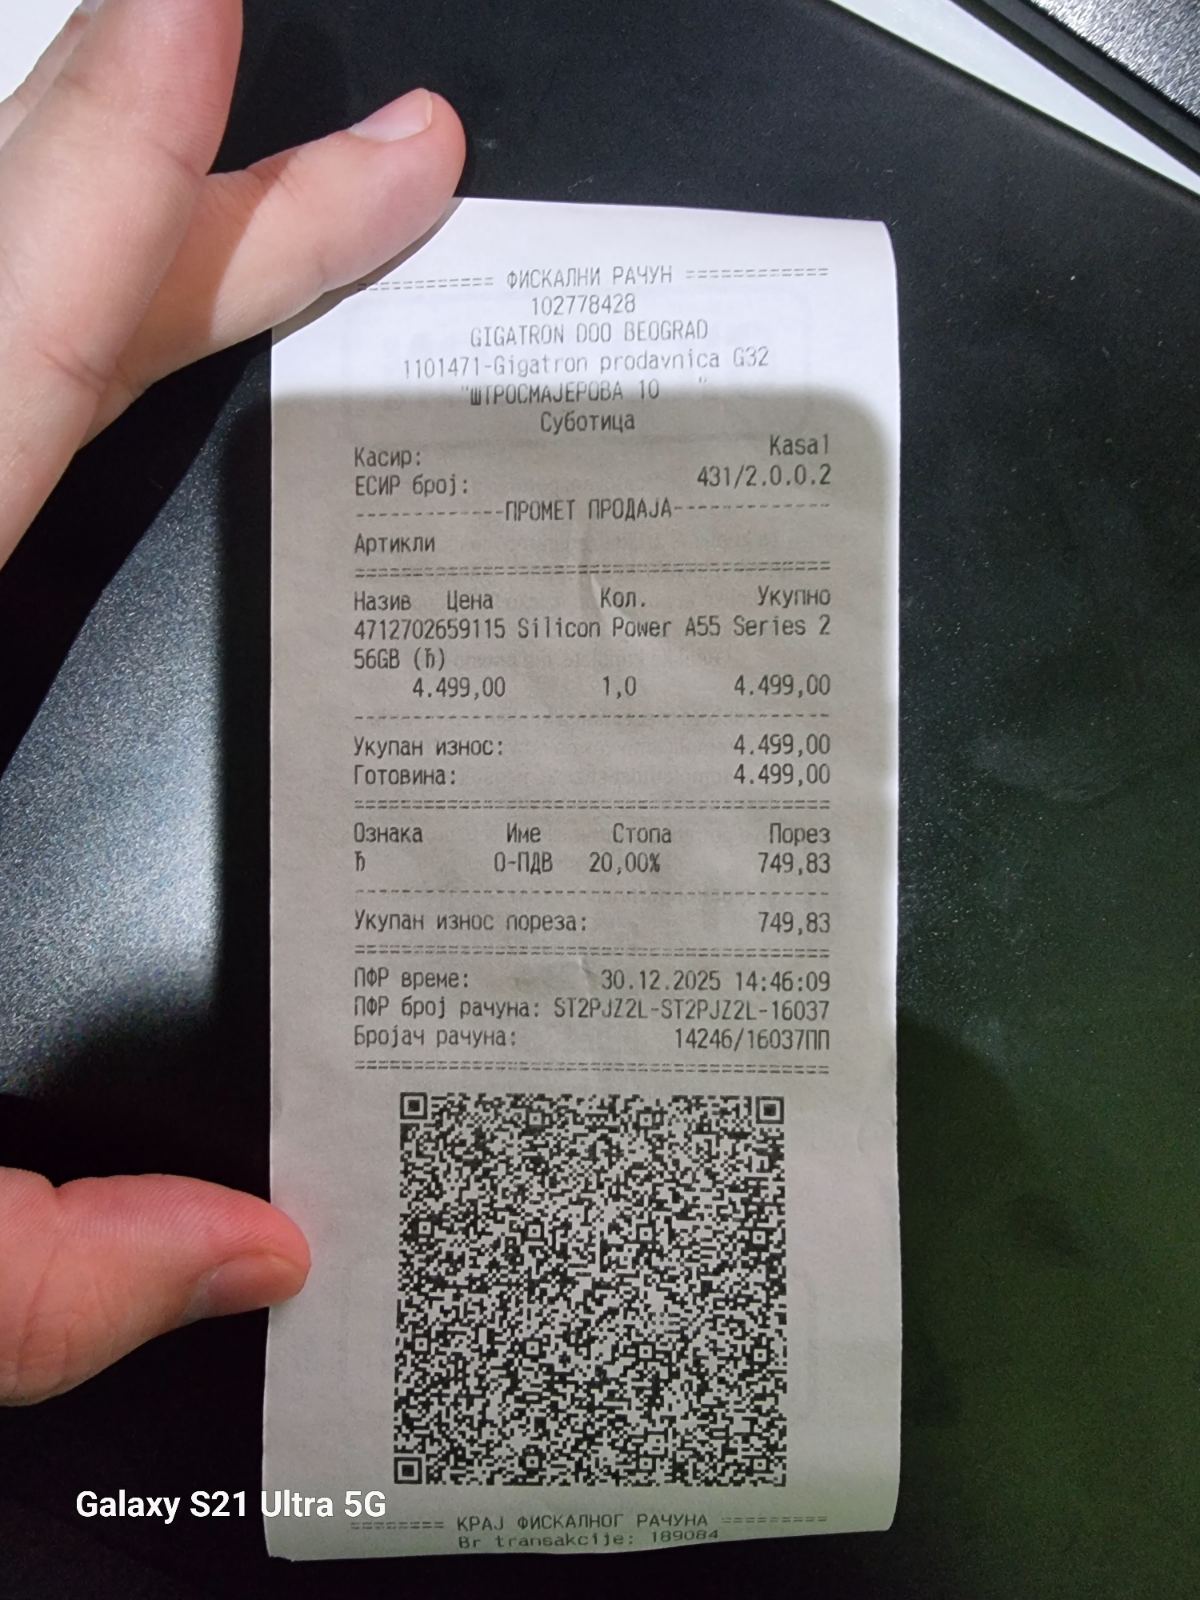 ============ ФИСКАЛНИ РАЧУН ============
102778428
GIGATRON DOO BEOGRAD
1101471-Gigatron prodavnica G32
"ШТРОСМАЈЕРОВА 10 "
Суботица
Касир: Kasa1
ЕСИР број: 431/2.0.0.2
-------------ПРОМЕТ ПРОДАЈА-------------
Артикли
========================================
Назив Цена Кол. Укупно
4712702659115 Silicon Power A55 Series 2
56GB (Ђ)
4.499,00 1,0 4.499,00
----------------------------------------
Укупан износ: 4.499,00
Готовина: 4.499,00
========================================
Ознака Име Стопа Порез
Ђ О-ПДВ 20,00% 749,83
----------------------------------------
Укупан износ пореза: 749,83
========================================
ПФР време: 30.12.2025 14:46:09
ПФР број рачуна: ST2PJZ2L-ST2PJZ2L-16037
Бројач рачуна: 14246/16037ПП
========================================
Galaxy S21 Ultra 5G
======== КРАЈ ФИСКАЛНОГ РАЧУНА =========
Br transakcije: 189084